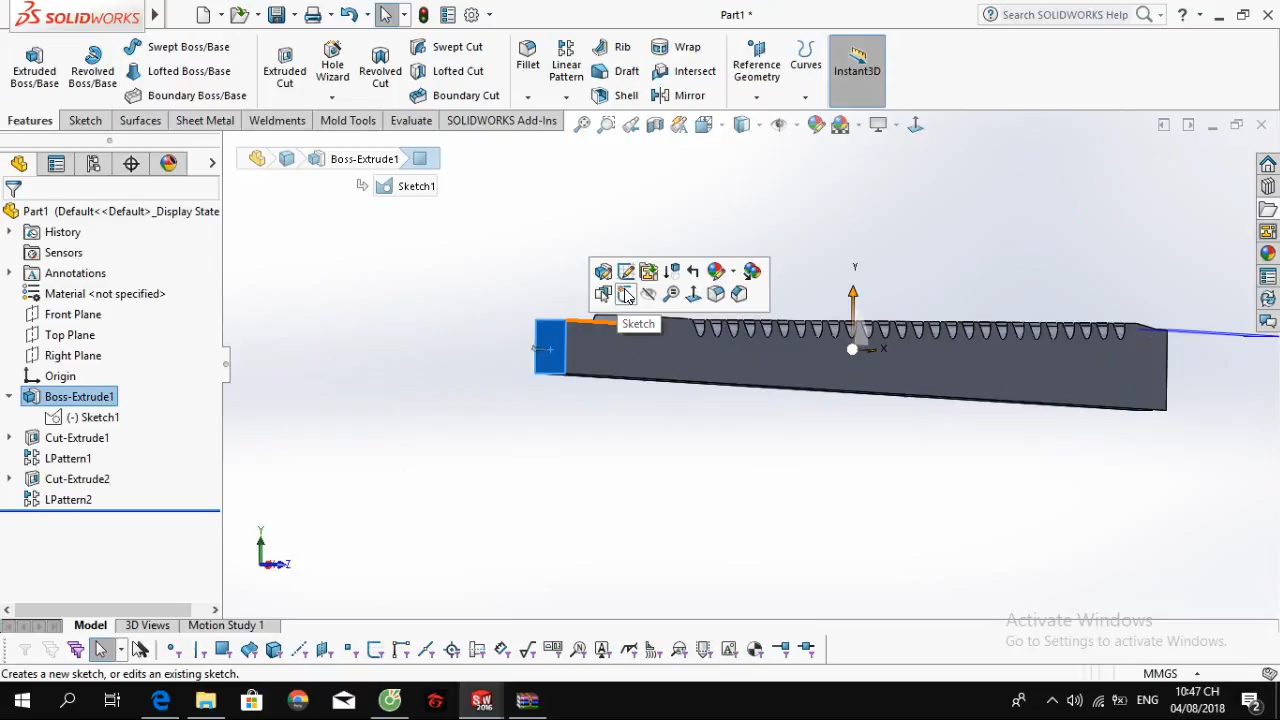 SOLIDWORKS
Part1 *
Search SOLIDWORKS Help
Extruded Boss/Base
Revolved Boss/Base
Swept Boss/Base
Lofted Boss/Base
Boundary Boss/Base
Extruded Cut
Hole Wizard
Revolved Cut
Swept Cut
Lofted Cut
Boundary Cut
Fillet
Linear Pattern
Rib
Draft
Shell
Wrap
Intersect
Mirror
Reference Geometry
Curves
Instant3D
Features
Sketch
Surfaces
Sheet Metal
Weldments
Mold Tools
Evaluate
SOLIDWORKS Add-Ins
Boss-Extrude1
Sketch1
Part1 (Default<<Default>_Display State
History
Sensors
Annotations
Material <not specified>
Front Plane
Top Plane
Right Plane
Origin
Boss-Extrude1
(-) Sketch1
Cut-Extrude1
LPattern1
Cut-Extrude2
LPattern2
Sketch
Y
X
Y
Z
Activate Windows
Go to Settings to activate Windows.
Model
3D Views
Motion Study 1
Creates a new sketch, or edits an existing sketch.
MMGS
SW
2016
ENG
10:47 CH
04/08/2018
2